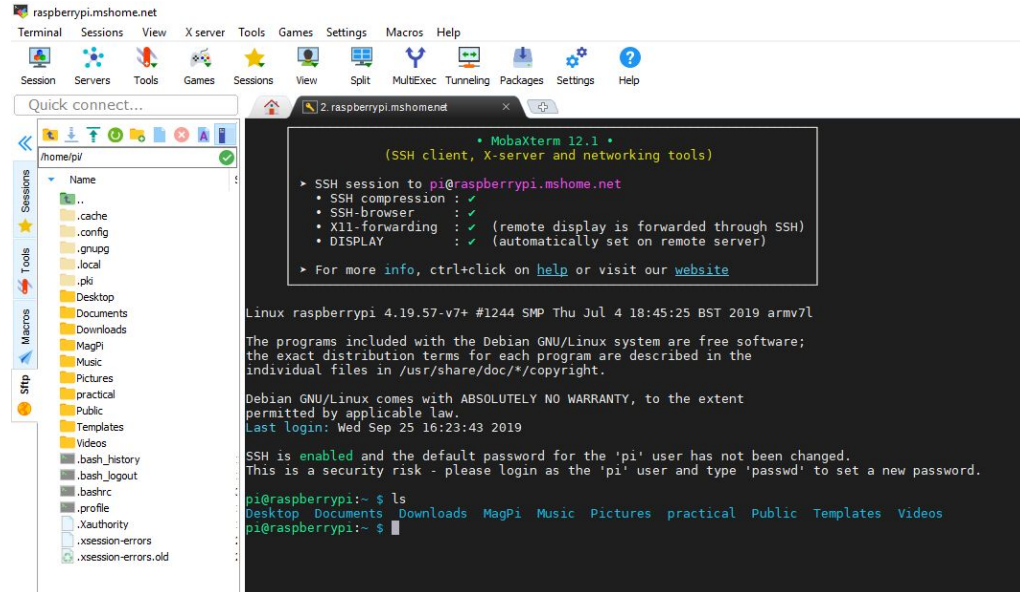 raspberrypi.mshome.net
Terminal Sessions View X server Tools Games Settings Macros Help
Session Servers Tools Games Sessions View Split MultiExec Tunneling Packages Settings Help
Quick connect...
2. raspberrypi.mshome.net
/home/pi/
Name
..
.cache
.config
.gnupg
.local
.pki
Desktop
Documents
Downloads
MagPi
Music
Pictures
practical
Public
Templates
Videos
.bash_history
.bash_logout
.bashrc
.profile
.Xauthority
.xsession-errors
.xsession-errors.old
Sessions
Tools
Macros
Sftp
• MobaXterm 12.1 •
(SSH client, X-server and networking tools)
➤ SSH session to pi@raspberrypi.mshome.net
• SSH compression : ✔
• SSH-browser : ✔
• X11-forwarding : ✔ (remote display is forwarded through SSH)
• DISPLAY : ✔ (automatically set on remote server)
➤ For more info, ctrl+click on help or visit our website
Linux raspberrypi 4.19.57-v7+ #1244 SMP Thu Jul 4 18:45:25 BST 2019 armv7l
The programs included with the Debian GNU/Linux system are free software;
the exact distribution terms for each program are described in the
individual files in /usr/share/doc/*/copyright.
Debian GNU/Linux comes with ABSOLUTELY NO WARRANTY, to the extent
permitted by applicable law.
Last login: Wed Sep 25 16:23:43 2019
SSH is enabled and the default password for the 'pi' user has not been changed.
This is a security risk - please login as the 'pi' user and type 'passwd' to set a new password.
pi@raspberrypi:~ $ ls
Desktop Documents Downloads MagPi Music Pictures practical Public Templates Videos
pi@raspberrypi:~ $